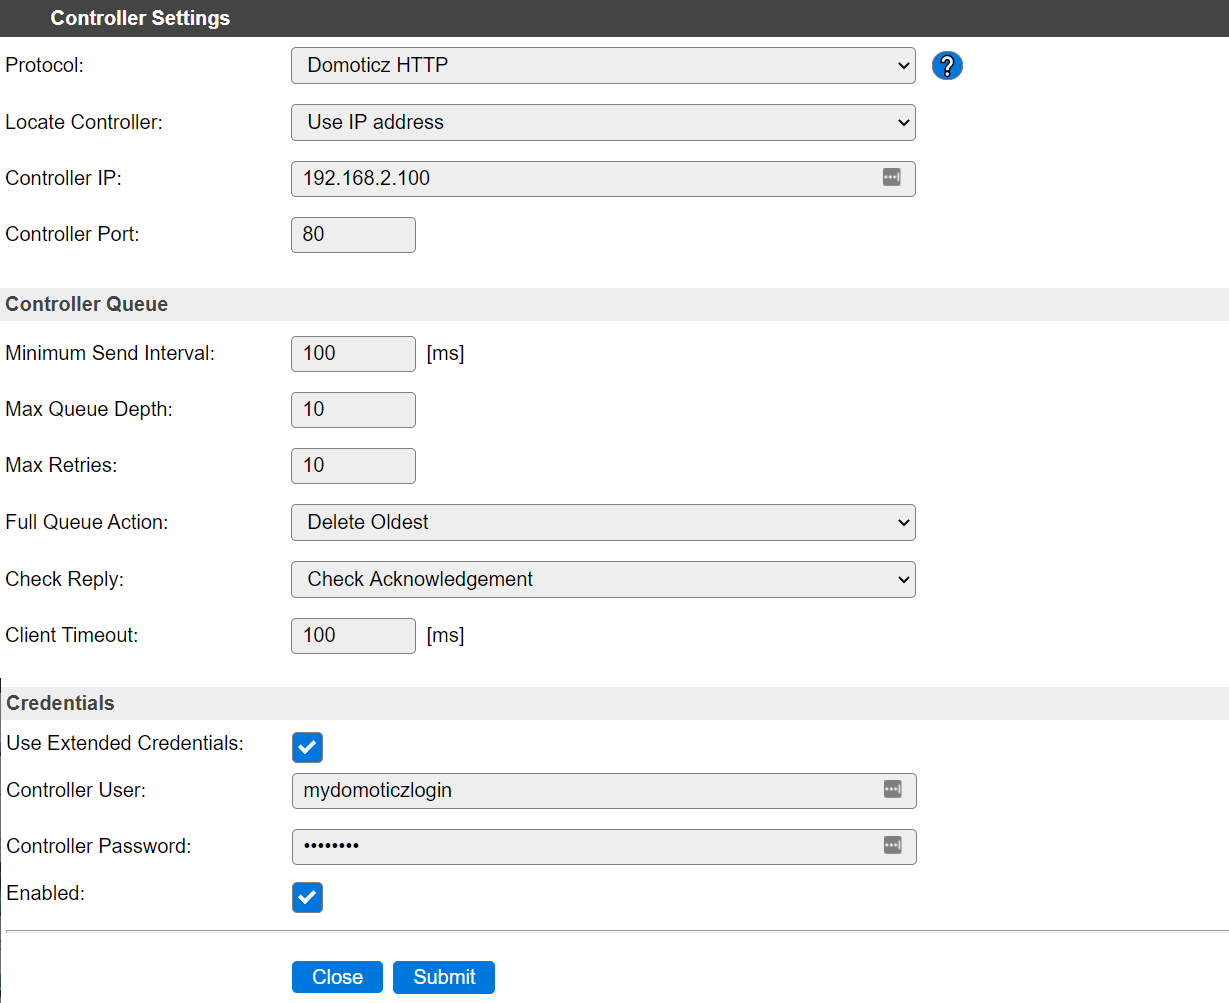 Controller Settings
Protocol: Domoticz HTTP ?
Locate Controller: Use IP address
Controller IP: 192.168.2.100
Controller Port: 80
Controller Queue
Minimum Send Interval: 100 [ms]
Max Queue Depth: 10
Max Retries: 10
Full Queue Action: Delete Oldest
Check Reply: Check Acknowledgement
Client Timeout: 100 [ms]
Credentials
Use Extended Credentials:
Controller User: mydomoticzlogin
Controller Password: ••••••••
Enabled:
Close Submit